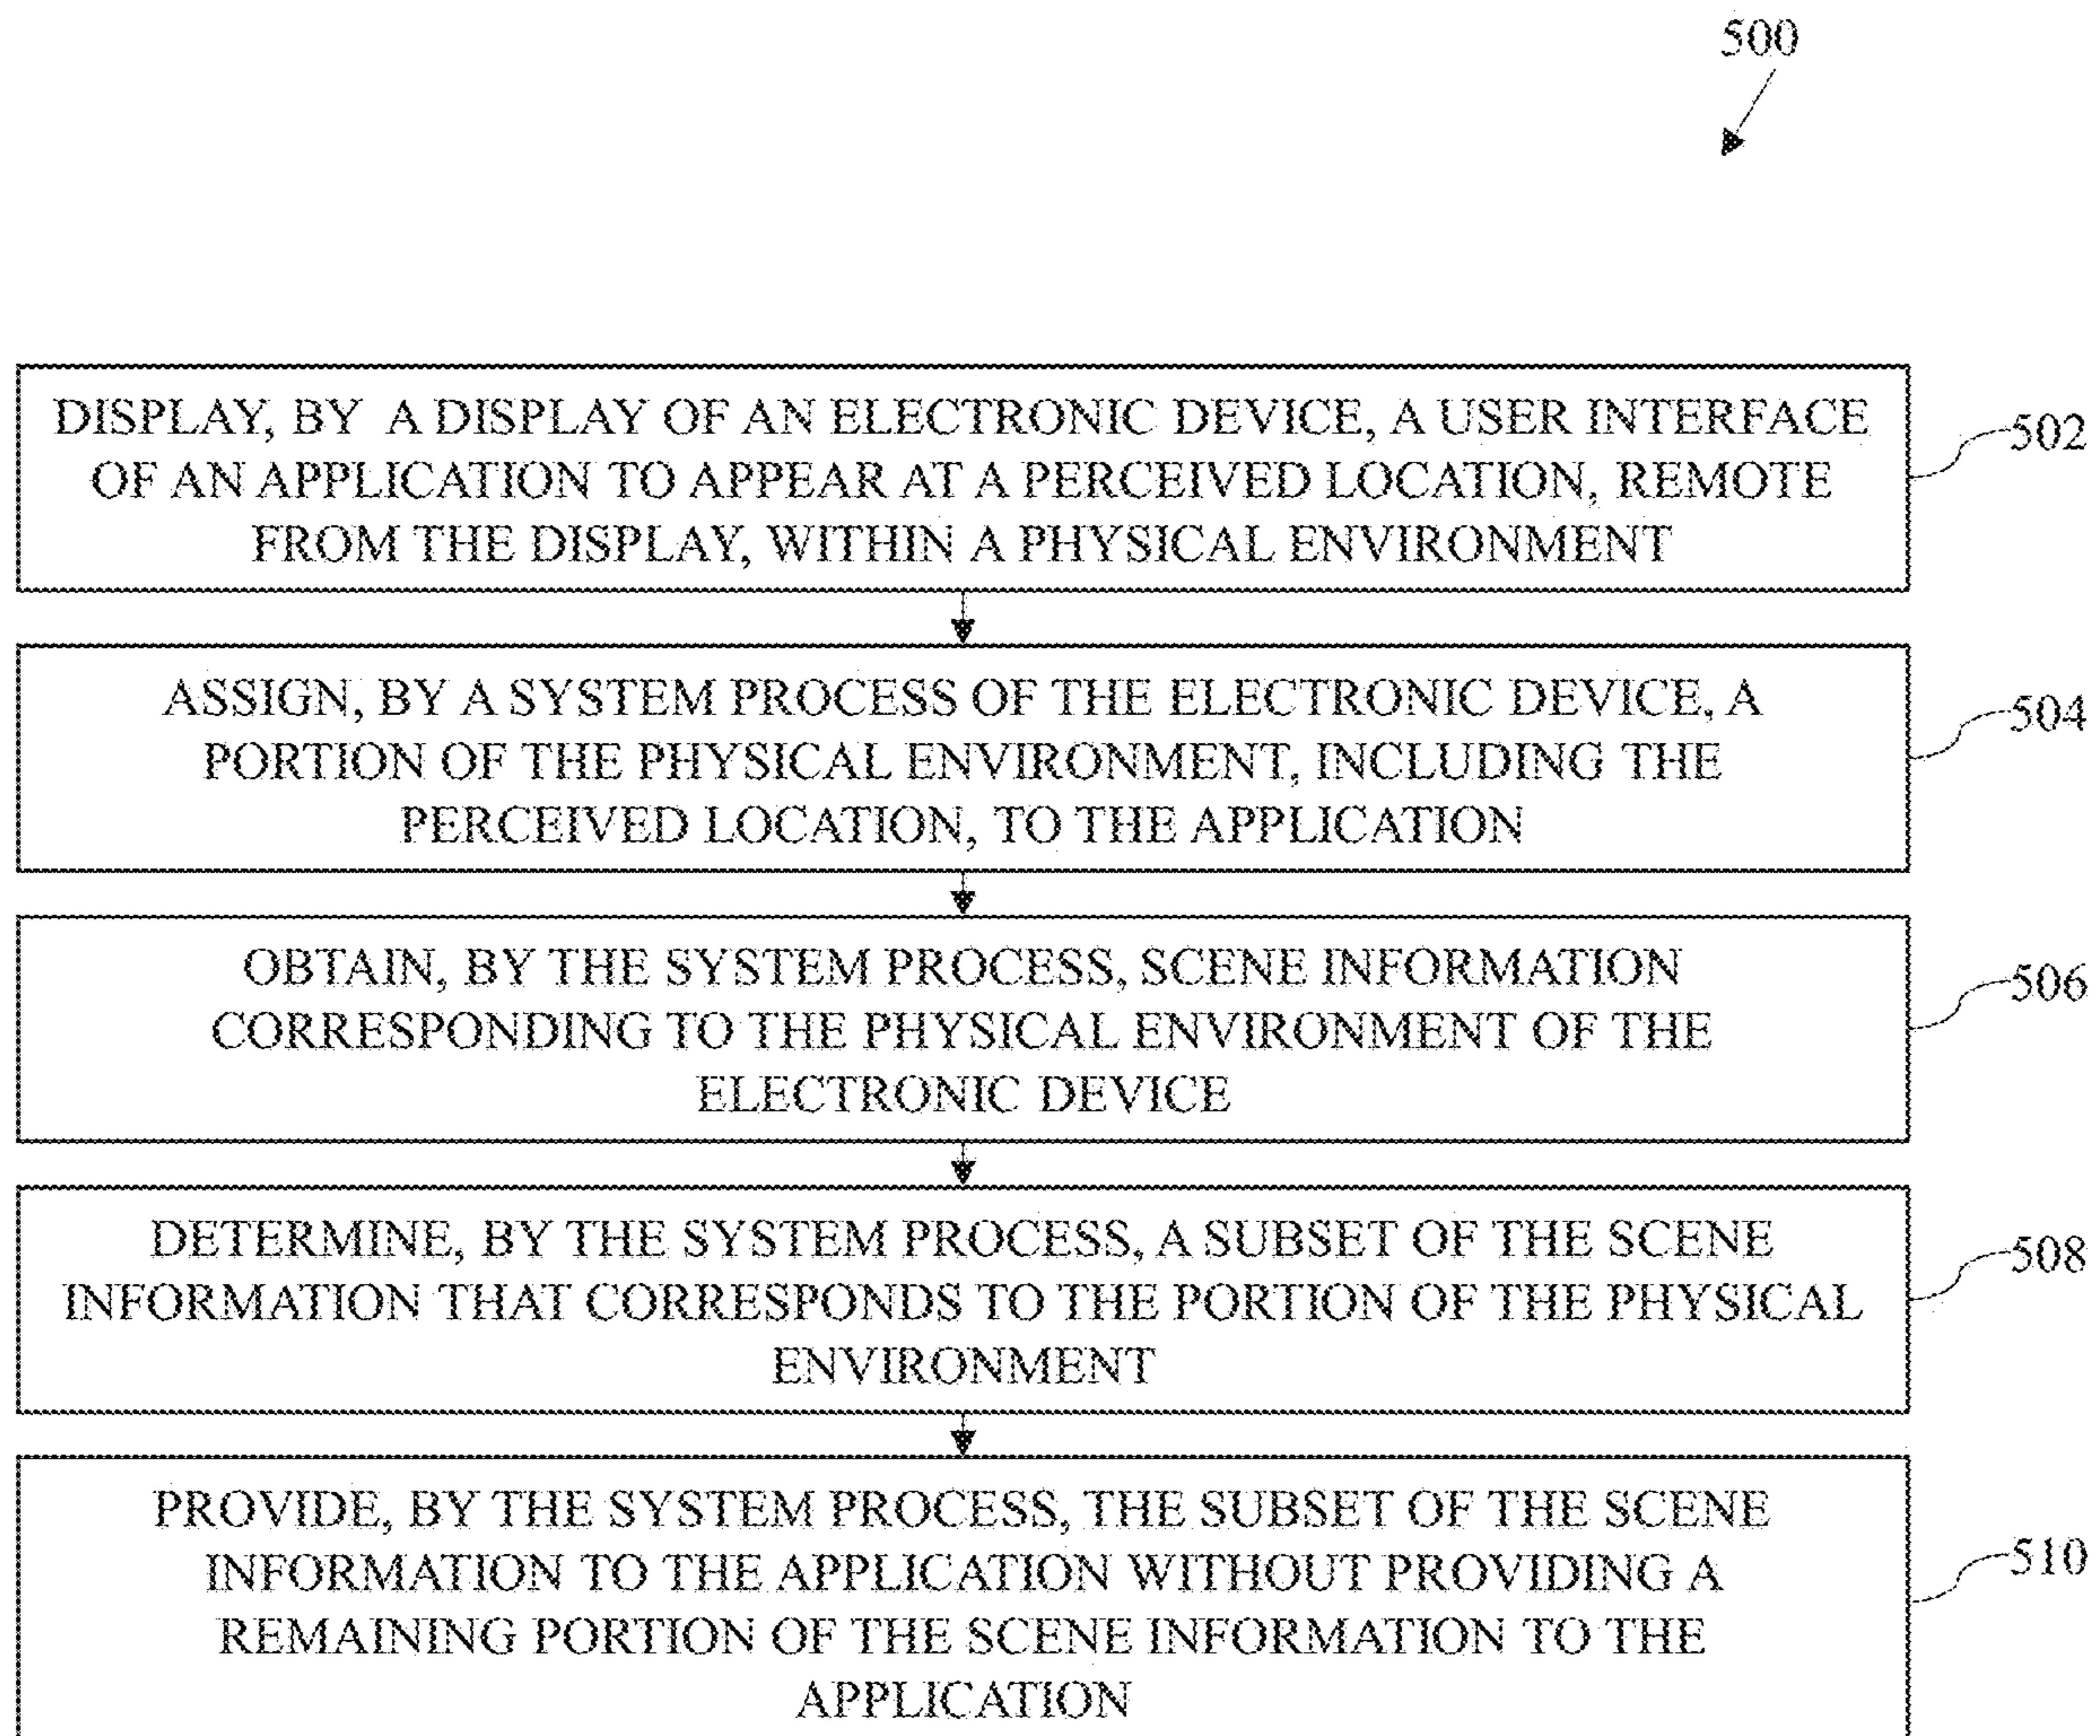 500
DISPLAY, BY A DISPLAY OF AN ELECTRONIC DEVICE, A USER INTERFACE
OF AN APPLICATION TO APPEAR AT A PERCEIVED LOCATION, REMOTE
FROM THE DISPLAY, WITHIN A PHYSICAL ENVIRONMENT
502
ASSIGN, BY A SYSTEM PROCESS OF THE ELECTRONIC DEVICE, A
PORTION OF THE PHYSICAL ENVIRONMENT, INCLUDING THE
PERCEIVED LOCATION, TO THE APPLICATION
504
OBTAIN, BY THE SYSTEM PROCESS, SCENE INFORMATION
CORRESPONDING TO THE PHYSICAL ENVIRONMENT OF THE
ELECTRONIC DEVICE
506
DETERMINE, BY THE SYSTEM PROCESS, A SUBSET OF THE SCENE
INFORMATION THAT CORRESPONDS TO THE PORTION OF THE PHYSICAL
ENVIRONMENT
508
PROVIDE, BY THE SYSTEM PROCESS, THE SUBSET OF THE SCENE
INFORMATION TO THE APPLICATION WITHOUT PROVIDING A
REMAINING PORTION OF THE SCENE INFORMATION TO THE
APPLICATION
510